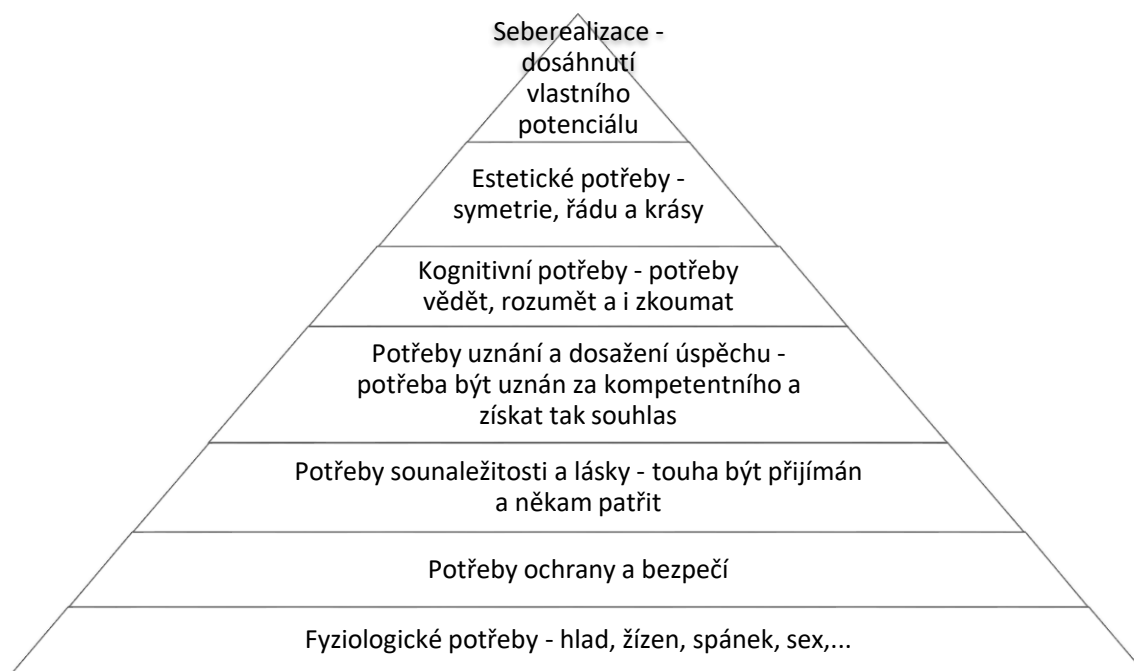 Seberealizace -
dosáhnutí
vlastního
potenciálu
Estetické potřeby -
symetrie, řádu a krásy
Kognitivní potřeby - potřeby
vědět, rozumět a i zkoumat
Potřeby uznání a dosažení úspěchu -
potřeba být uznán za kompetentního a
získat tak souhlas
Potřeby sounaležitosti a lásky - touha být přijímán
a někam patřit
Potřeby ochrany a bezpečí
Fyziologické potřeby - hlad, žízen, spánek, sex,...